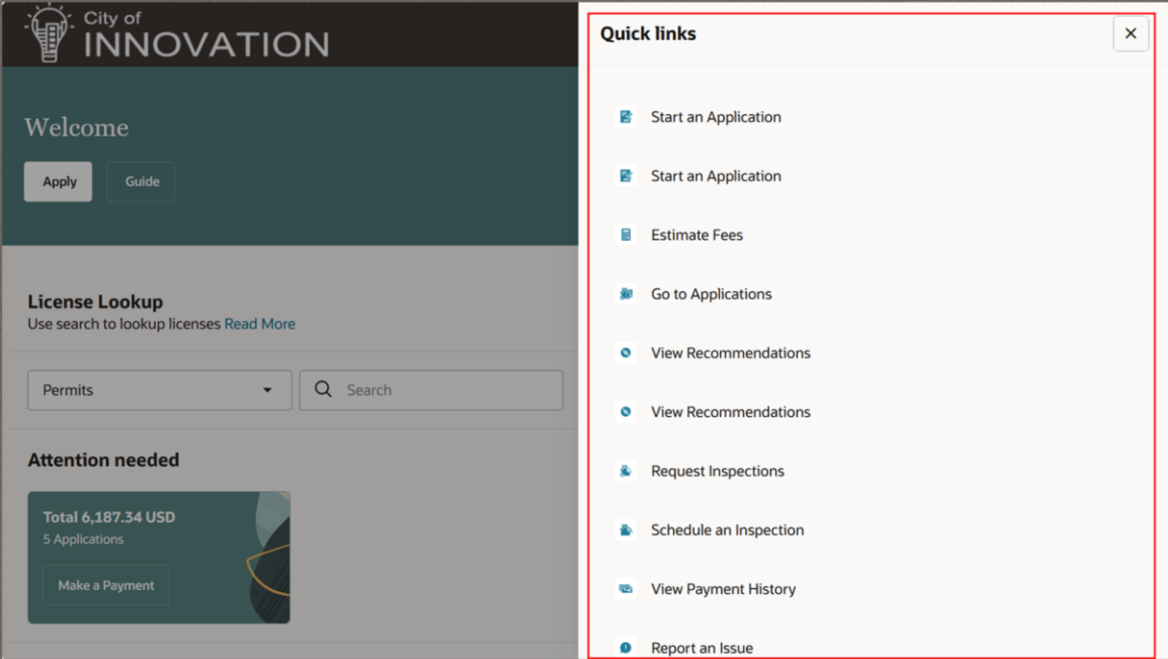 City of
INNOVATION
Welcome
Apply
Guide
License Lookup
Use search to lookup licenses Read More
Permits
Search
Attention needed
Total 6,187.34 USD
5 Applications
Make a Payment
Quick links
Start an Application
Start an Application
Estimate Fees
Go to Applications
View Recommendations
View Recommendations
Request Inspections
Schedule an Inspection
View Payment History
Report an Issue